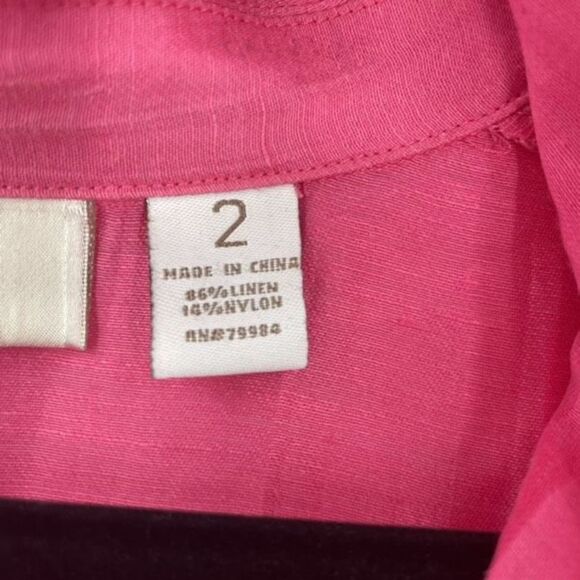 2
MADE IN CHINA
86% LINEN
14% NYLON
RN# 79984